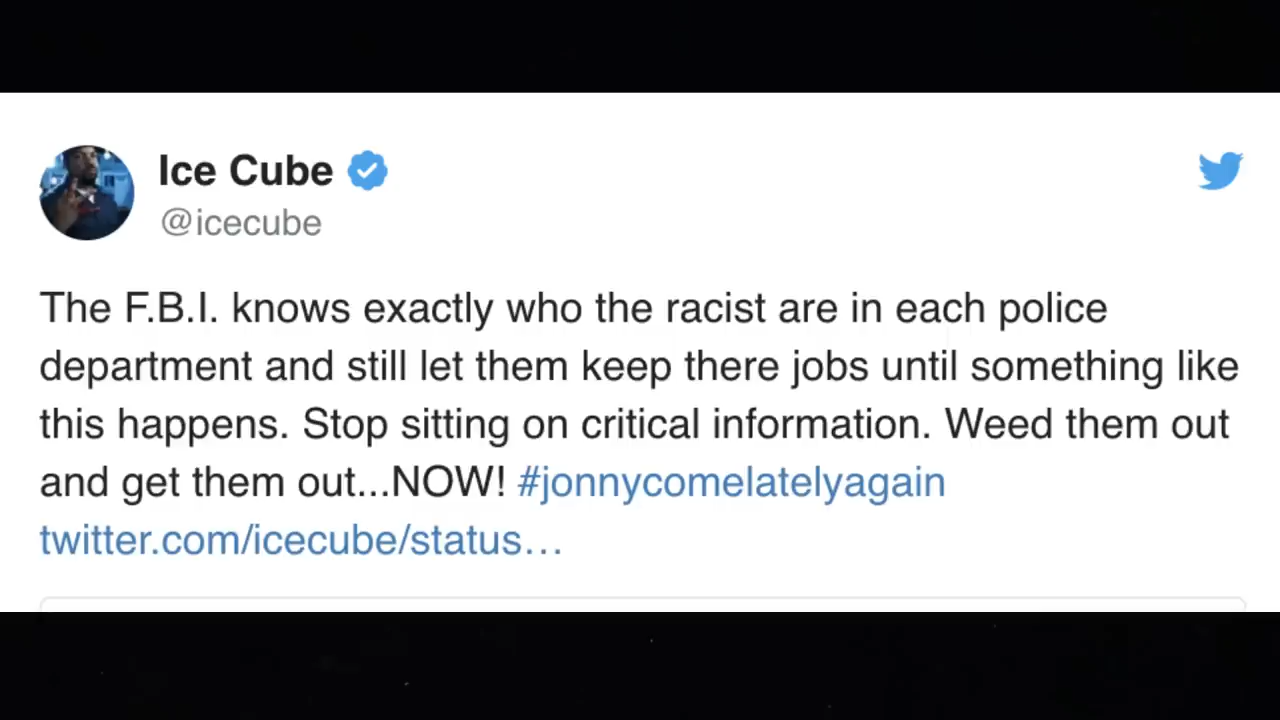 Ice Cube
@icecube
The F.B.I. knows exactly who the racist are in each police
department and still let them keep there jobs until something like
this happens. Stop sitting on critical information. Weed them out
and get them out...NOW! #jonnycomelatelyagain
twitter.com/icecube/status…